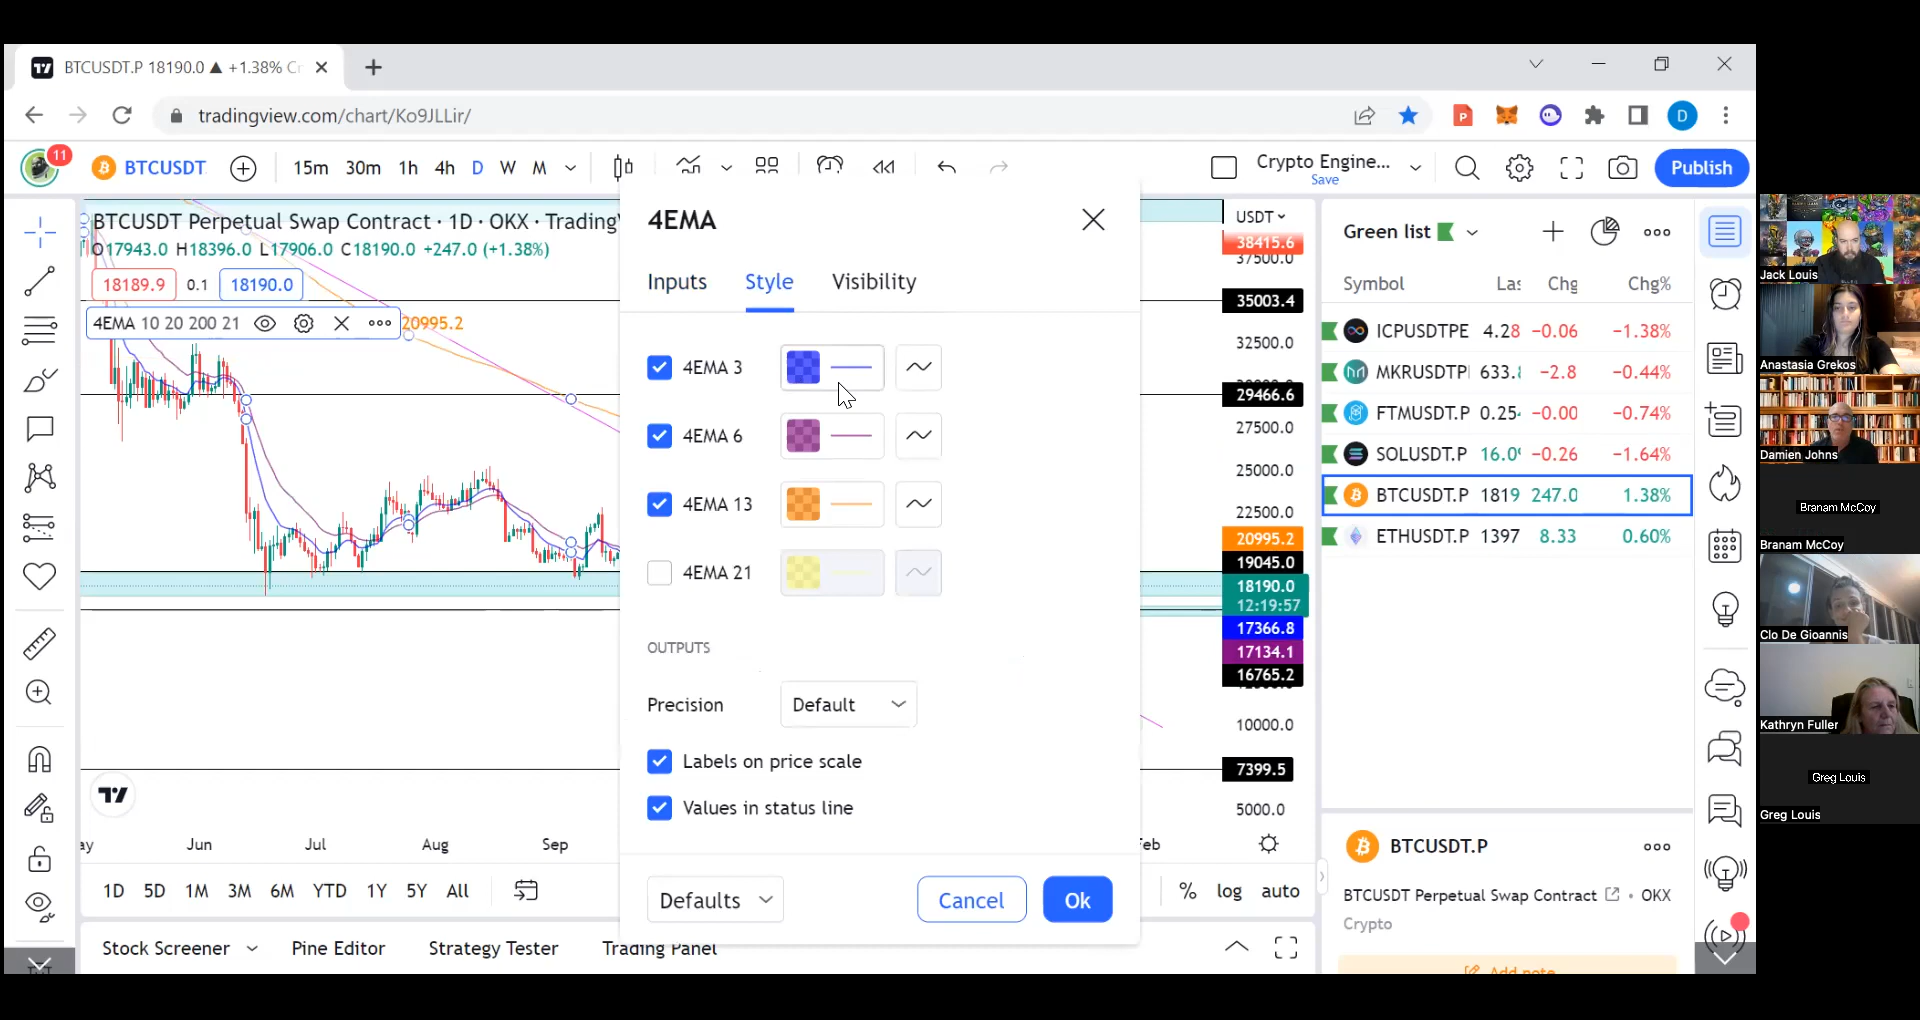 BTCUSDT.P 18190.0 ▲ +1.38% Cr
tradingview.com/chart/Ko9JLLir/
P
D
11
BTCUSDT
15m 30m 1h 4h D W M
Crypto Engine...
Save
Publish
BTCUSDT Perpetual Swap Contract · 1D · OKX · Trading
O17943.0 H18396.0 L17906.0 C18190.0 +247.0 (+1.38%)
18189.9 0.1 18190.0
4EMA 10 20 200 21 20995.2
4EMA
Inputs Style Visibility
4EMA 3
4EMA 6
4EMA 13
4EMA 21
OUTPUTS
Precision Default
Labels on price scale
Values in status line
Defaults Cancel Ok
USDT
38415.6
37500.0
35003.4
32500.0
29466.6
27500.0
25000.0
22500.0
20995.2
19045.0
18190.0
12:19:57
17366.8
17134.1
16765.2
10000.0
7399.5
5000.0
Jun Jul Aug Sep
1D 5D 1M 3M 6M YTD 1Y 5Y All
% log auto
Stock Screener Pine Editor Strategy Tester Trading Panel
Green list
Symbol Las Chg Chg%
ICPUSDTPE 4.28 −0.06 −1.38%
MKRUSDTP 633.8 −2.8 −0.44%
FTMUSDT.P 0.25 −0.00 −0.74%
SOLUSDT.P 16.0 −0.26 −1.64%
BTCUSDT.P 1819 247.0 1.38%
ETHUSDT.P 1397 8.33 0.60%
BTCUSDT.P
BTCUSDT Perpetual Swap Contract · OKX
Crypto
Add note
Jack Louis
Anastasia Grekos
Damien Johns
Branam McCoy
Branam McCoy
Clo De Gioannis
Kathryn Fuller
Greg Louis
Greg Louis